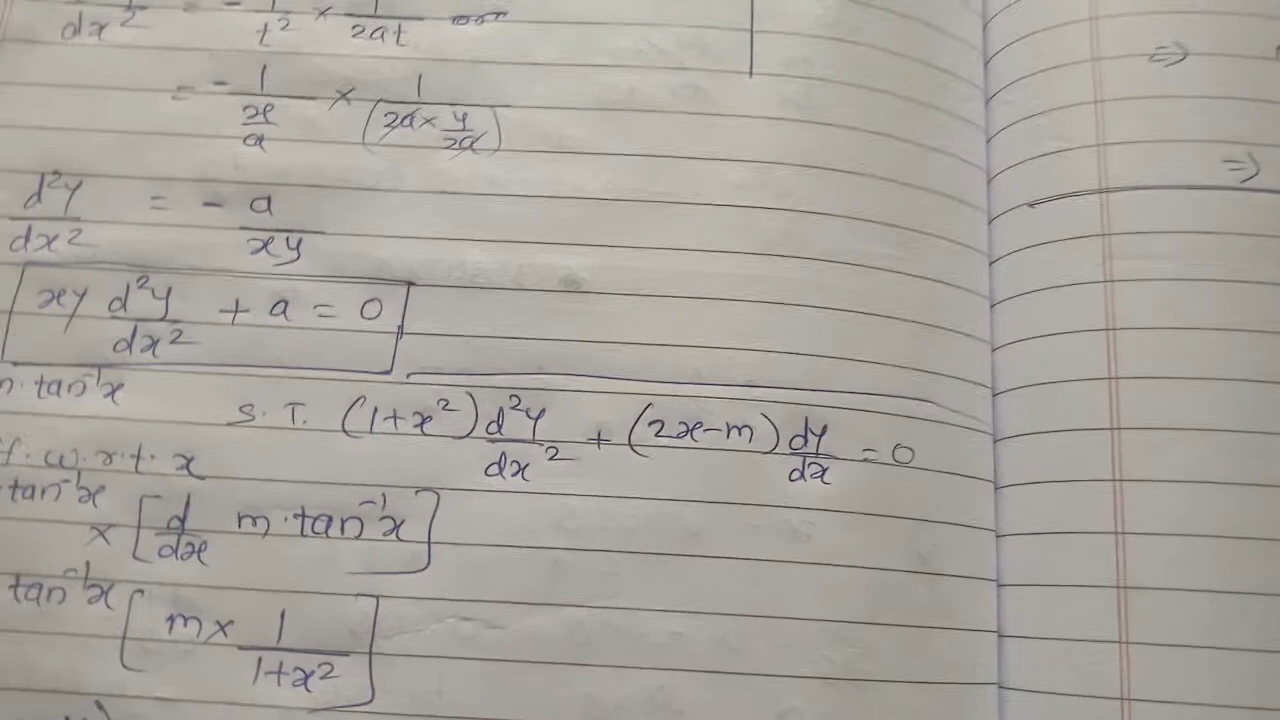 dx² = - 1/t² × 1/2at
= - 1/(x/a) × 1/(2a × y/2a)
d²y/dx² = - a/xy
xy d²y/dx² + a = 0
tan⁻¹x S.T. (1+x²) d²y/dx² + (2x-m) dy/dx = 0
w.r.t. x
tan⁻¹x × [d/dx m·tan⁻¹x]
tan⁻¹x [m × 1/1+x²]
⇒
⇒